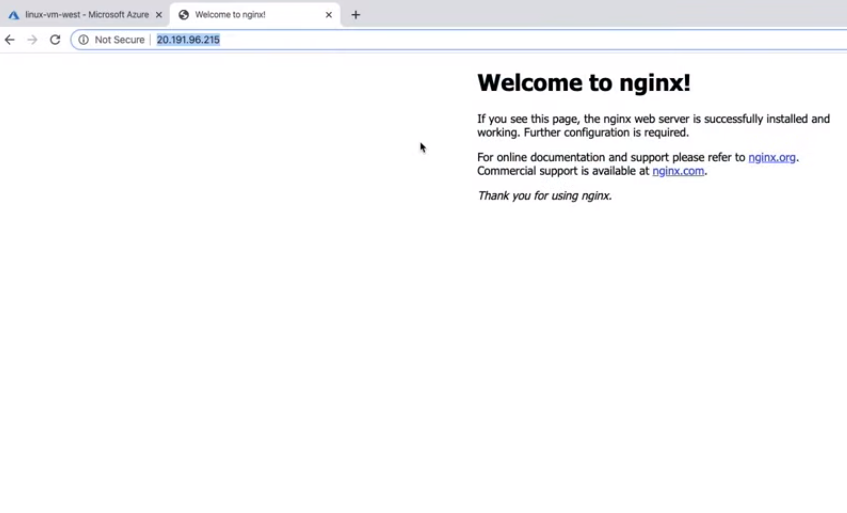 linux-vm-west - Microsoft Azure
Welcome to nginx!
Not Secure
20.191.96.215
Welcome to nginx!
If you see this page, the nginx web server is successfully installed and
working. Further configuration is required.
For online documentation and support please refer to nginx.org.
Commercial support is available at nginx.com.
Thank you for using nginx.